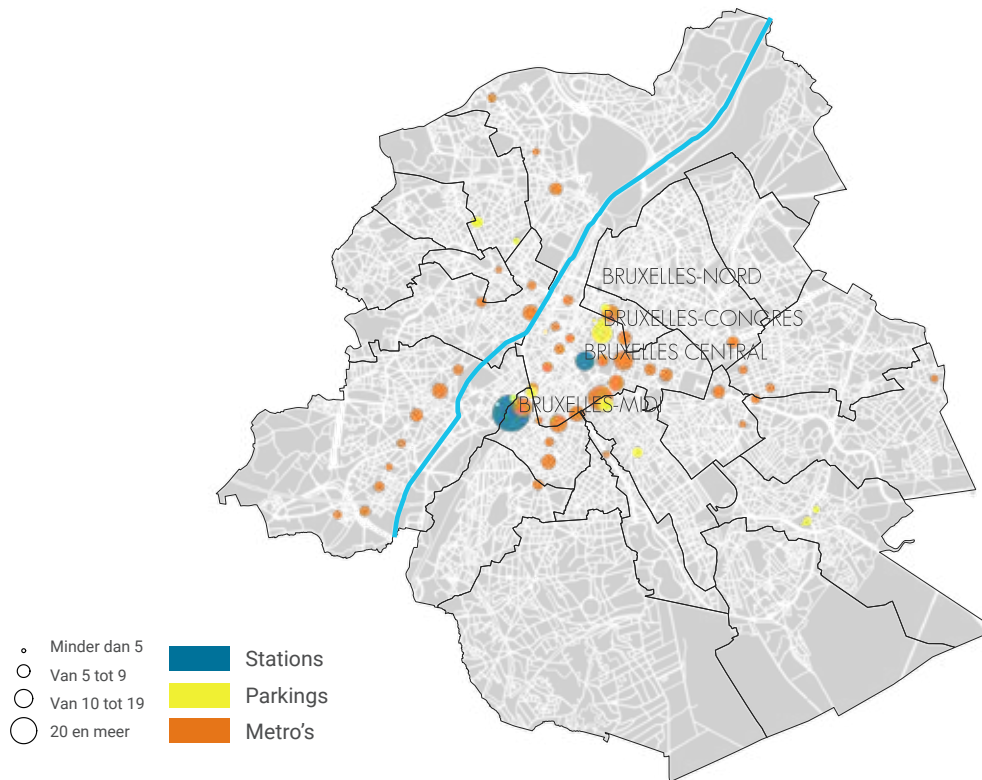 BRUXELLES-NORD
BRUXELLES-CONGRES
BRUXELLES CENTRAL
BRUXELLES-MIDI
Minder dan 5
Van 5 tot 9
Van 10 tot 19
20 en meer
Stations
Parkings
Metro's